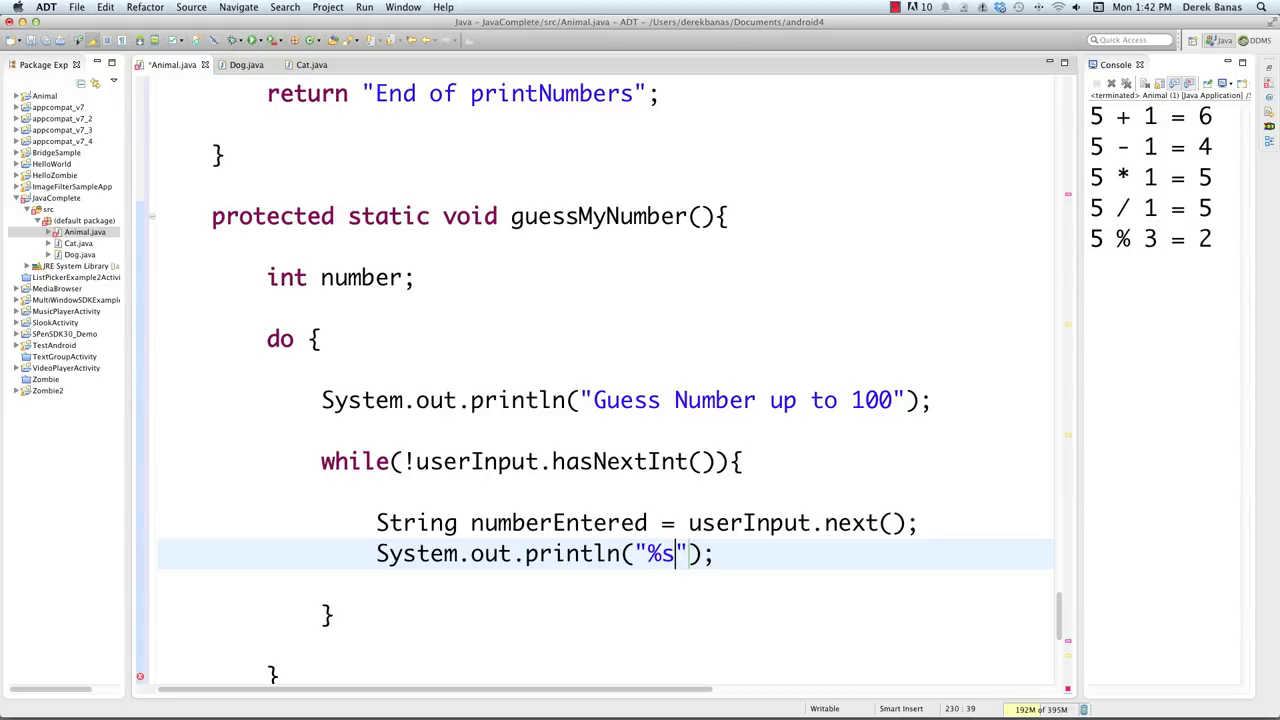 ADT File Edit Refactor Source Navigate Search Project Run Window Help 10 Mon 1:42 PM Derek Banas
Java - JavaComplete/src/Animal.java - ADT - /Users/derekbanas/Documents/android4
Quick Access Java DDMS
Package Exp
*Animal.java Dog.java Cat.java
Console
<terminated> Animal (1) [Java Application] /S
Animal
appcompat_v7
appcompat_v7_2
appcompat_v7_3
appcompat_v7_4
BridgeSample
HelloWorld
HelloZombie
ImageFilterSampleApp
JavaComplete
src
(default package)
Animal.java
Cat.java
Dog.java
JRE System Library [Ja
ListPickerExample2Activi
MediaBrowser
MultiWindowSDKExample
MusicPlayerActivity
SlookActivity
SPenSDK30_Demo
TestAndroid
TextGroupActivity
VideoPlayerActivity
Zombie
Zombie2
return "End of printNumbers";
}
protected static void guessMyNumber(){
int number;
do {
System.out.println("Guess Number up to 100");
while(!userInput.hasNextInt()){
String numberEntered = userInput.next();
System.out.println("%s");
}
}
5 + 1 = 6
5 - 1 = 4
5 * 1 = 5
5 / 1 = 5
5 % 3 = 2
Writable Smart Insert 230 : 39 192M of 395M